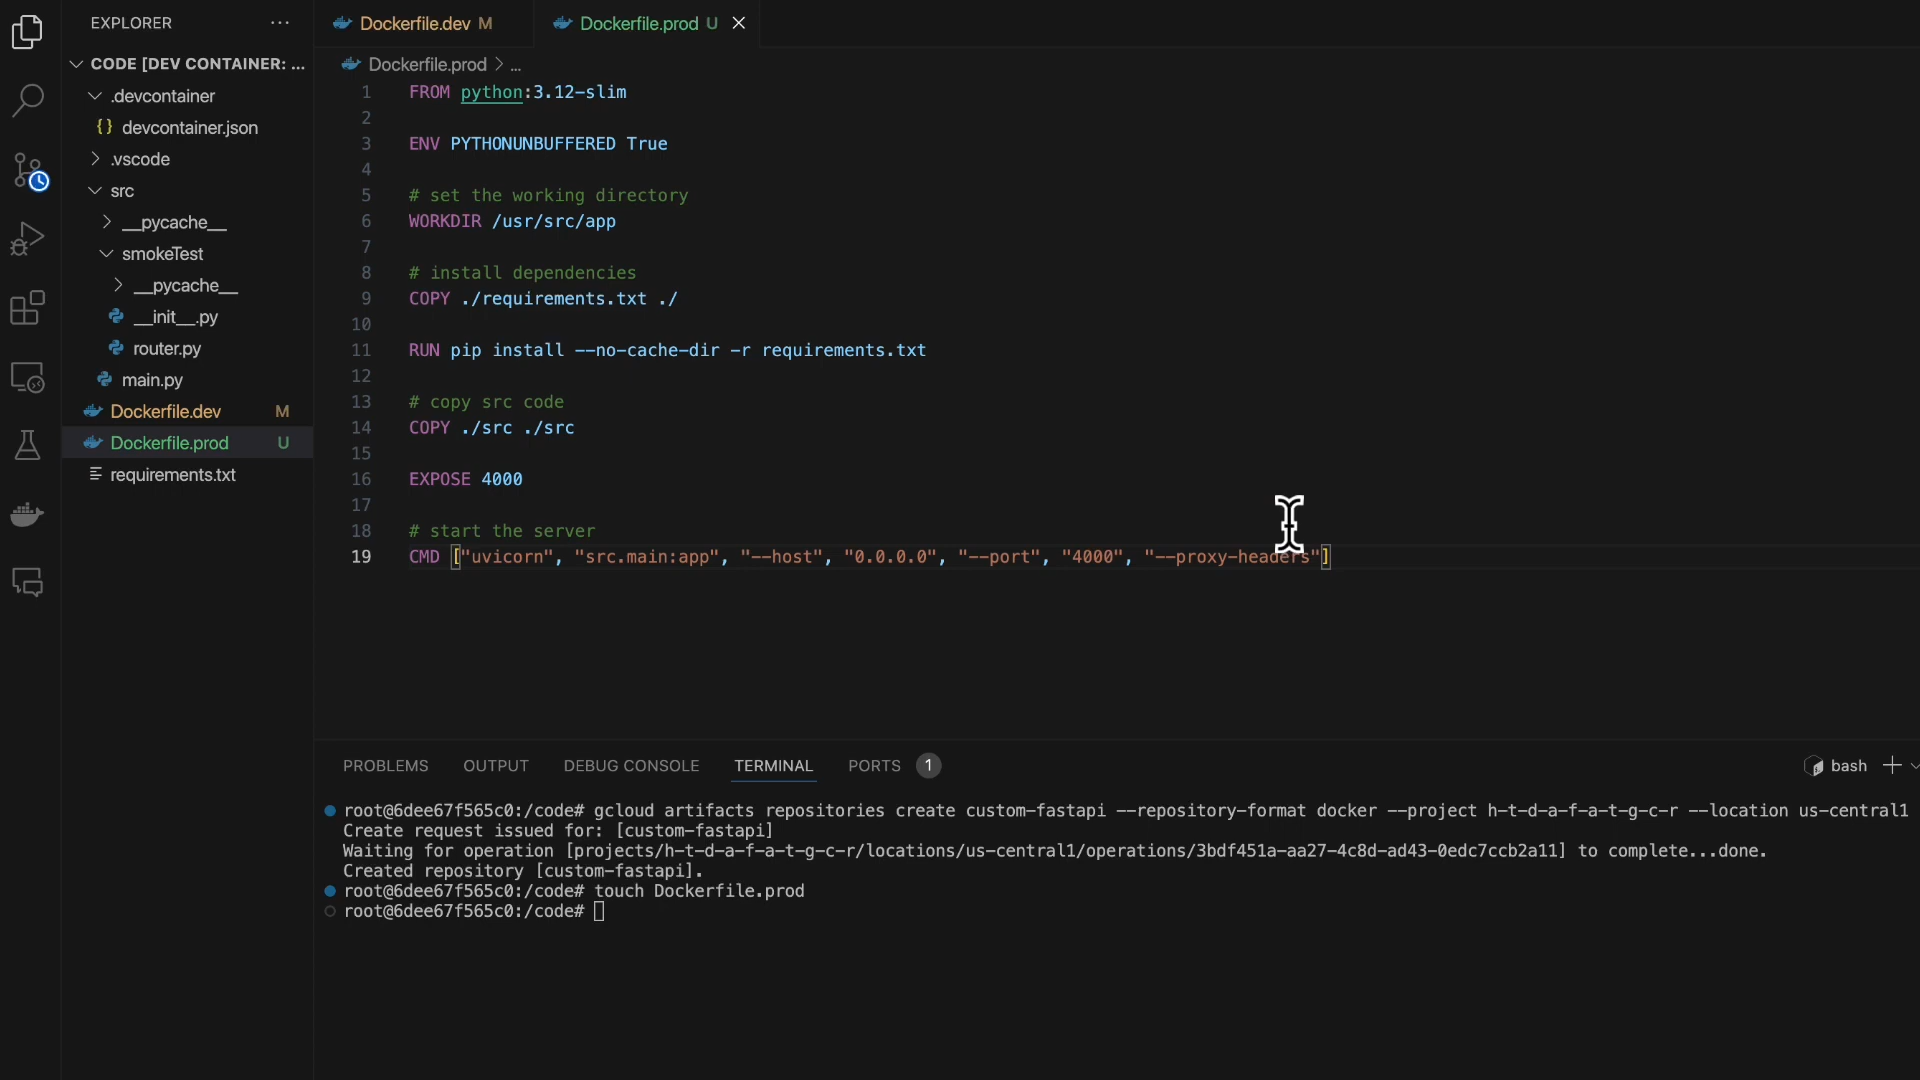 EXPLORER ...
CODE [DEV CONTAINER: ...
.devcontainer
{} devcontainer.json
.vscode
src
__pycache__
smokeTest
__pycache__
__init__.py
router.py
main.py
Dockerfile.dev M
Dockerfile.prod U
requirements.txt
Dockerfile.dev M
Dockerfile.prod U
Dockerfile.prod > ...
1 FROM python:3.12-slim
2
3 ENV PYTHONUNBUFFERED True
4
5 # set the working directory
6 WORKDIR /usr/src/app
7
8 # install dependencies
9 COPY ./requirements.txt ./
10
11 RUN pip install --no-cache-dir -r requirements.txt
12
13 # copy src code
14 COPY ./src ./src
15
16 EXPOSE 4000
17
18 # start the server
19 CMD ["uvicorn", "src.main:app", "--host", "0.0.0.0", "--port", "4000", "--proxy-headers"]
PROBLEMS OUTPUT DEBUG CONSOLE TERMINAL PORTS 1 bash
root@6dee67f565c0:/code# gcloud artifacts repositories create custom-fastapi --repository-format docker --project h-t-d-a-f-a-t-g-c-r --location us-central1
Create request issued for: [custom-fastapi]
Waiting for operation [projects/h-t-d-a-f-a-t-g-c-r/locations/us-central1/operations/3bdf451a-aa27-4c8d-ad43-0edc7ccb2a11] to complete...done.
Created repository [custom-fastapi].
root@6dee67f565c0:/code# touch Dockerfile.prod
root@6dee67f565c0:/code#